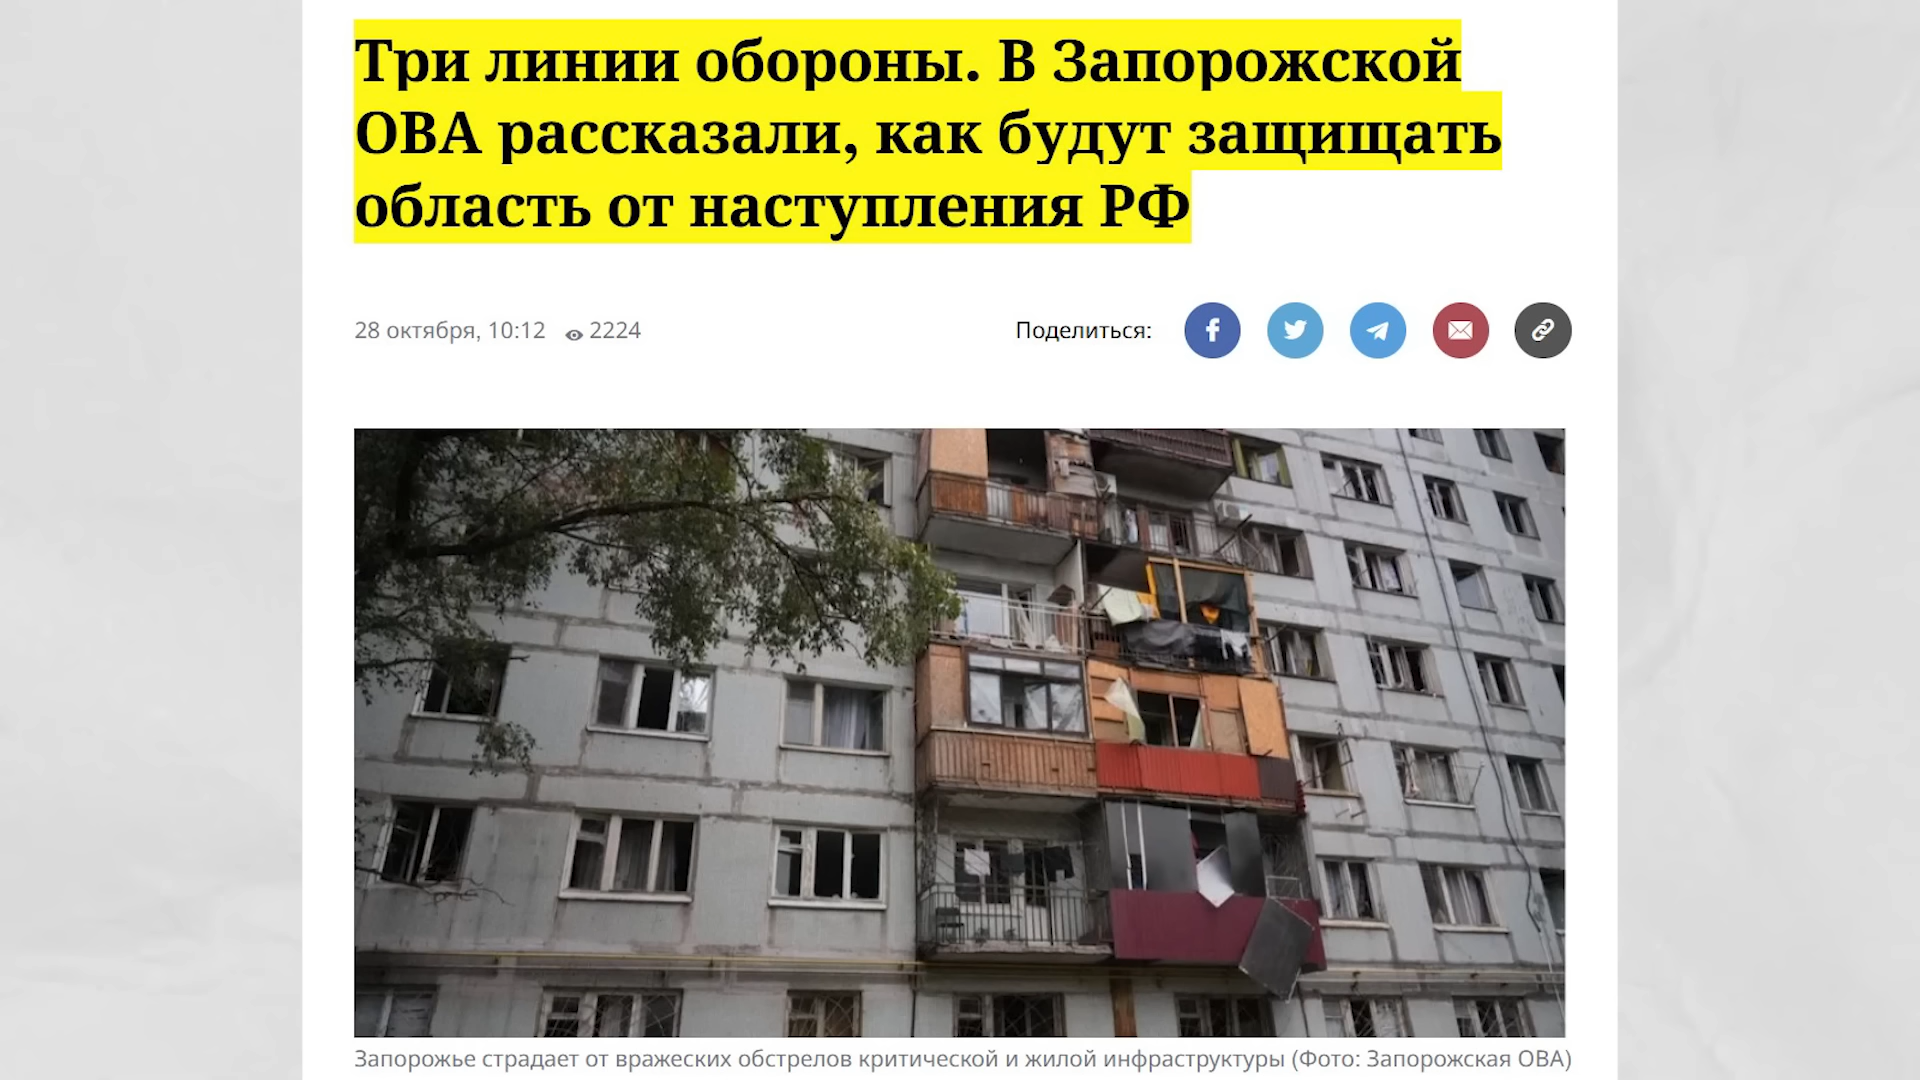 Три линии обороны. В Запорожской
ОВА рассказали, как будут защищать
область от наступления РФ
28 октября, 10:12 2224
Поделиться:
Запорожье страдает от вражеских обстрелов критической и жилой инфраструктуры (Фото: Запорожская ОВА)